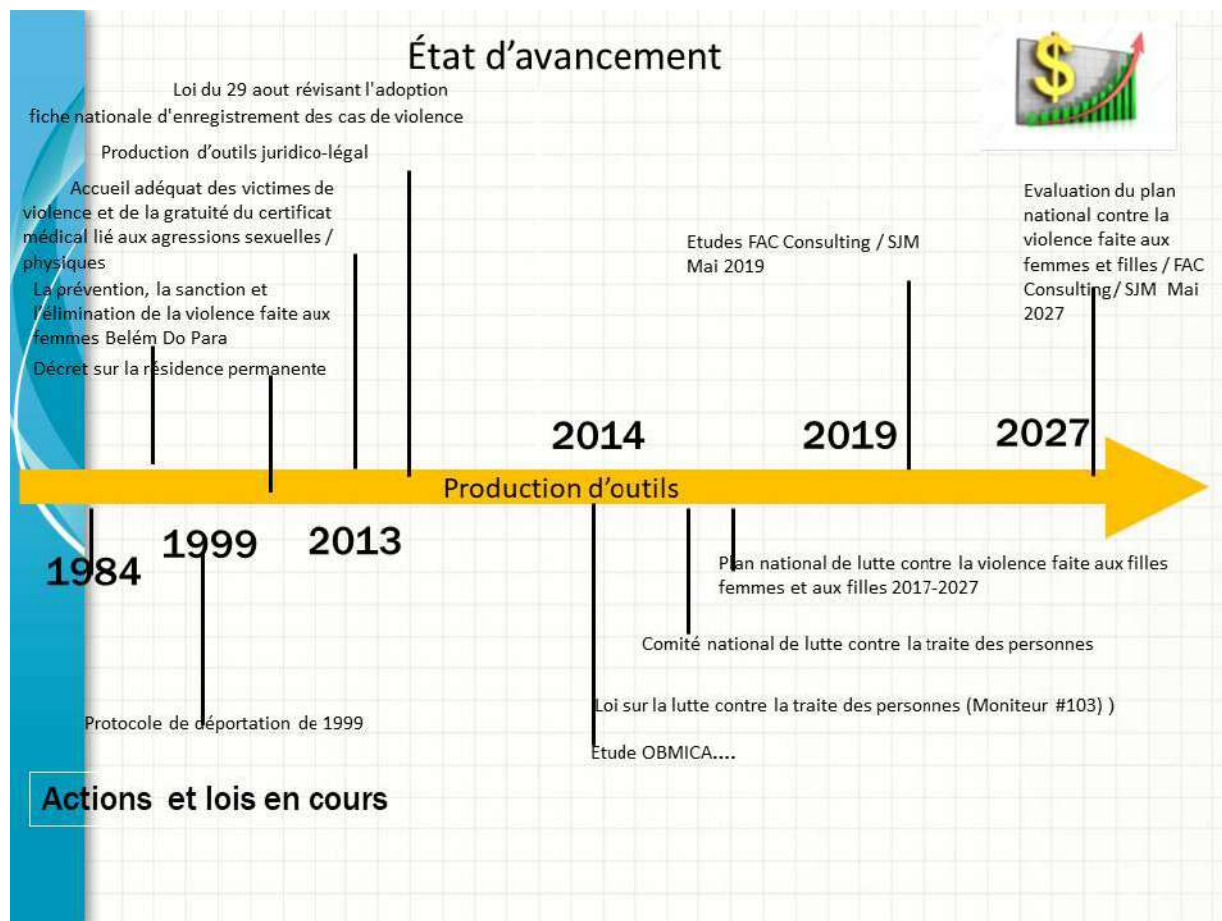 État d’avancement
Loi du 29 aout révisant l'adoption
fiche nationale d'enregistrement des cas de violence
Production d’outils juridico-légal
Accueil adéquat des victimes de
violence et de la gratuité du certificat
médical lié aux agressions sexuelles /
physiques
La prévention, la sanction et
l’élimination de la violence faite aux
femmes Belém Do Para
Décret sur la résidence permanente
Etudes FAC Consulting / SJM
Mai 2019
Evaluation du plan
national contre la
violence faite aux
femmes et filles / FAC
Consulting / SJM Mai
2027
2014
2019
2027
Production d’outils
1984
1999
2013
Plan national de lutte contre la violence faite aux filles
femmes et aux filles 2017-2027
Comité national de lutte contre la traite des personnes
Loi sur la lutte contre la traite des personnes (Moniteur #103) )
Protocole de déportation de 1999
Etude OBMICA....
Actions et lois en cours
$